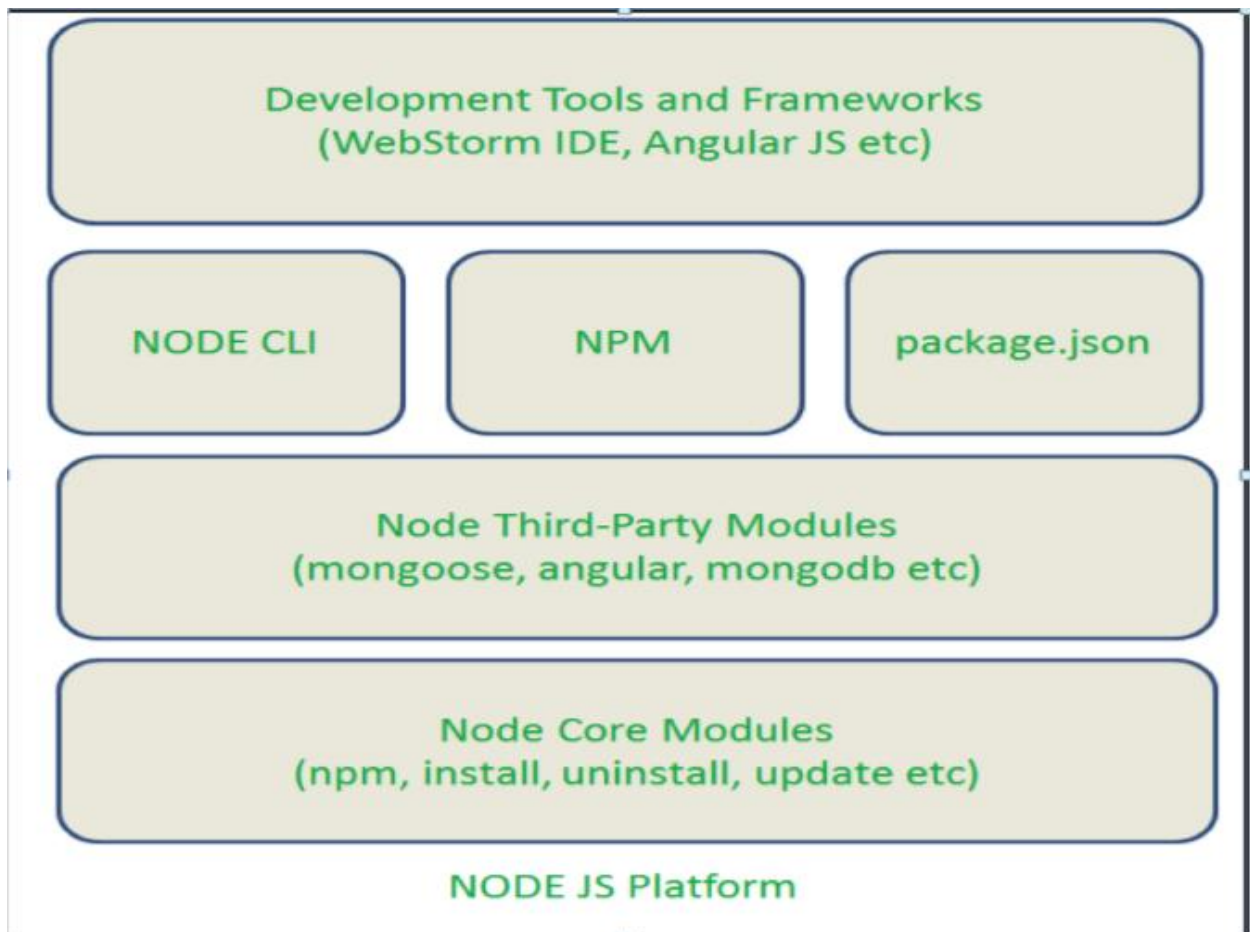 Development Tools and Frameworks
(WebStorm IDE, Angular JS etc)
NODE CLI
NPM
package.json
Node Third-Party Modules
(mongoose, angular, mongodb etc)
Node Core Modules
(npm, install, uninstall, update etc)
NODE JS Platform